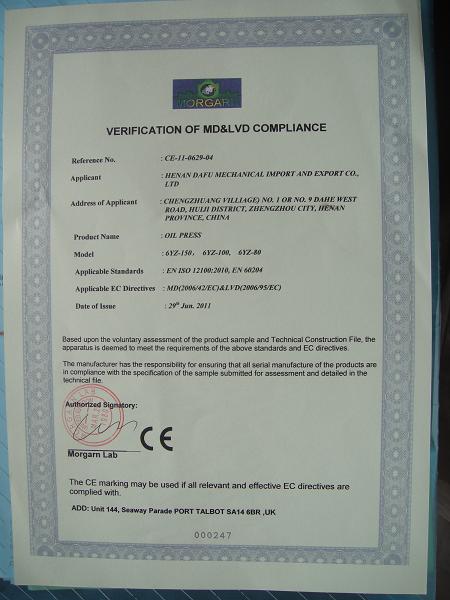 MORGARN
VERIFICATION OF MD&LVD COMPLIANCE
Reference No. : CE-11-0629-04
Applicant : HENAN DAFU MECHANICAL IMPORT AND EXPORT CO.,
LTD
Address of Applicant : CHENGZHUANG VILLIAGE) NO. 1 OR NO. 9 DAHE WEST
ROAD, HUIJI DISTRICT, ZHENGZHOU CITY, HENAN
PROVINCE, CHINA
Product Name : OIL PRESS
Model : 6YZ-150, 6YZ-100, 6YZ-80
Applicable Standards : EN ISO 12100:2010, EN 60204
Applicable EC Directives : MD(2006/42/EC)&LVD(2006/95/EC)
Date of Issue : 29th Jun. 2011
Based upon the voluntary assessment of the product sample and Technical Construction File, the
apparatus is deemed to meet the requirements of the above standards and EC directives.
The manufacturer has the responsibility for ensuring that all serial manufacture of the products are
in compliance with the specification of the sample submitted for assessment and detailed in the
technical file.
Authorized Signatory:
CE
Morgarn Lab
The CE marking may be used if all relevant and effective EC directives are
complied with.
ADD: Unit 144, Seaway Parade PORT TALBOT SA14 6BR ,UK
000247